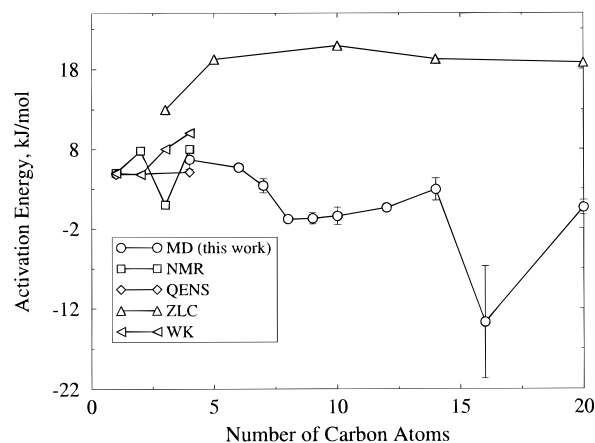 Activation Energy, kJ/mol
18
8
-2
-12
-22
MD (this work)
NMR
QENS
ZLC
WK
0 5 10 15 20
Number of Carbon Atoms